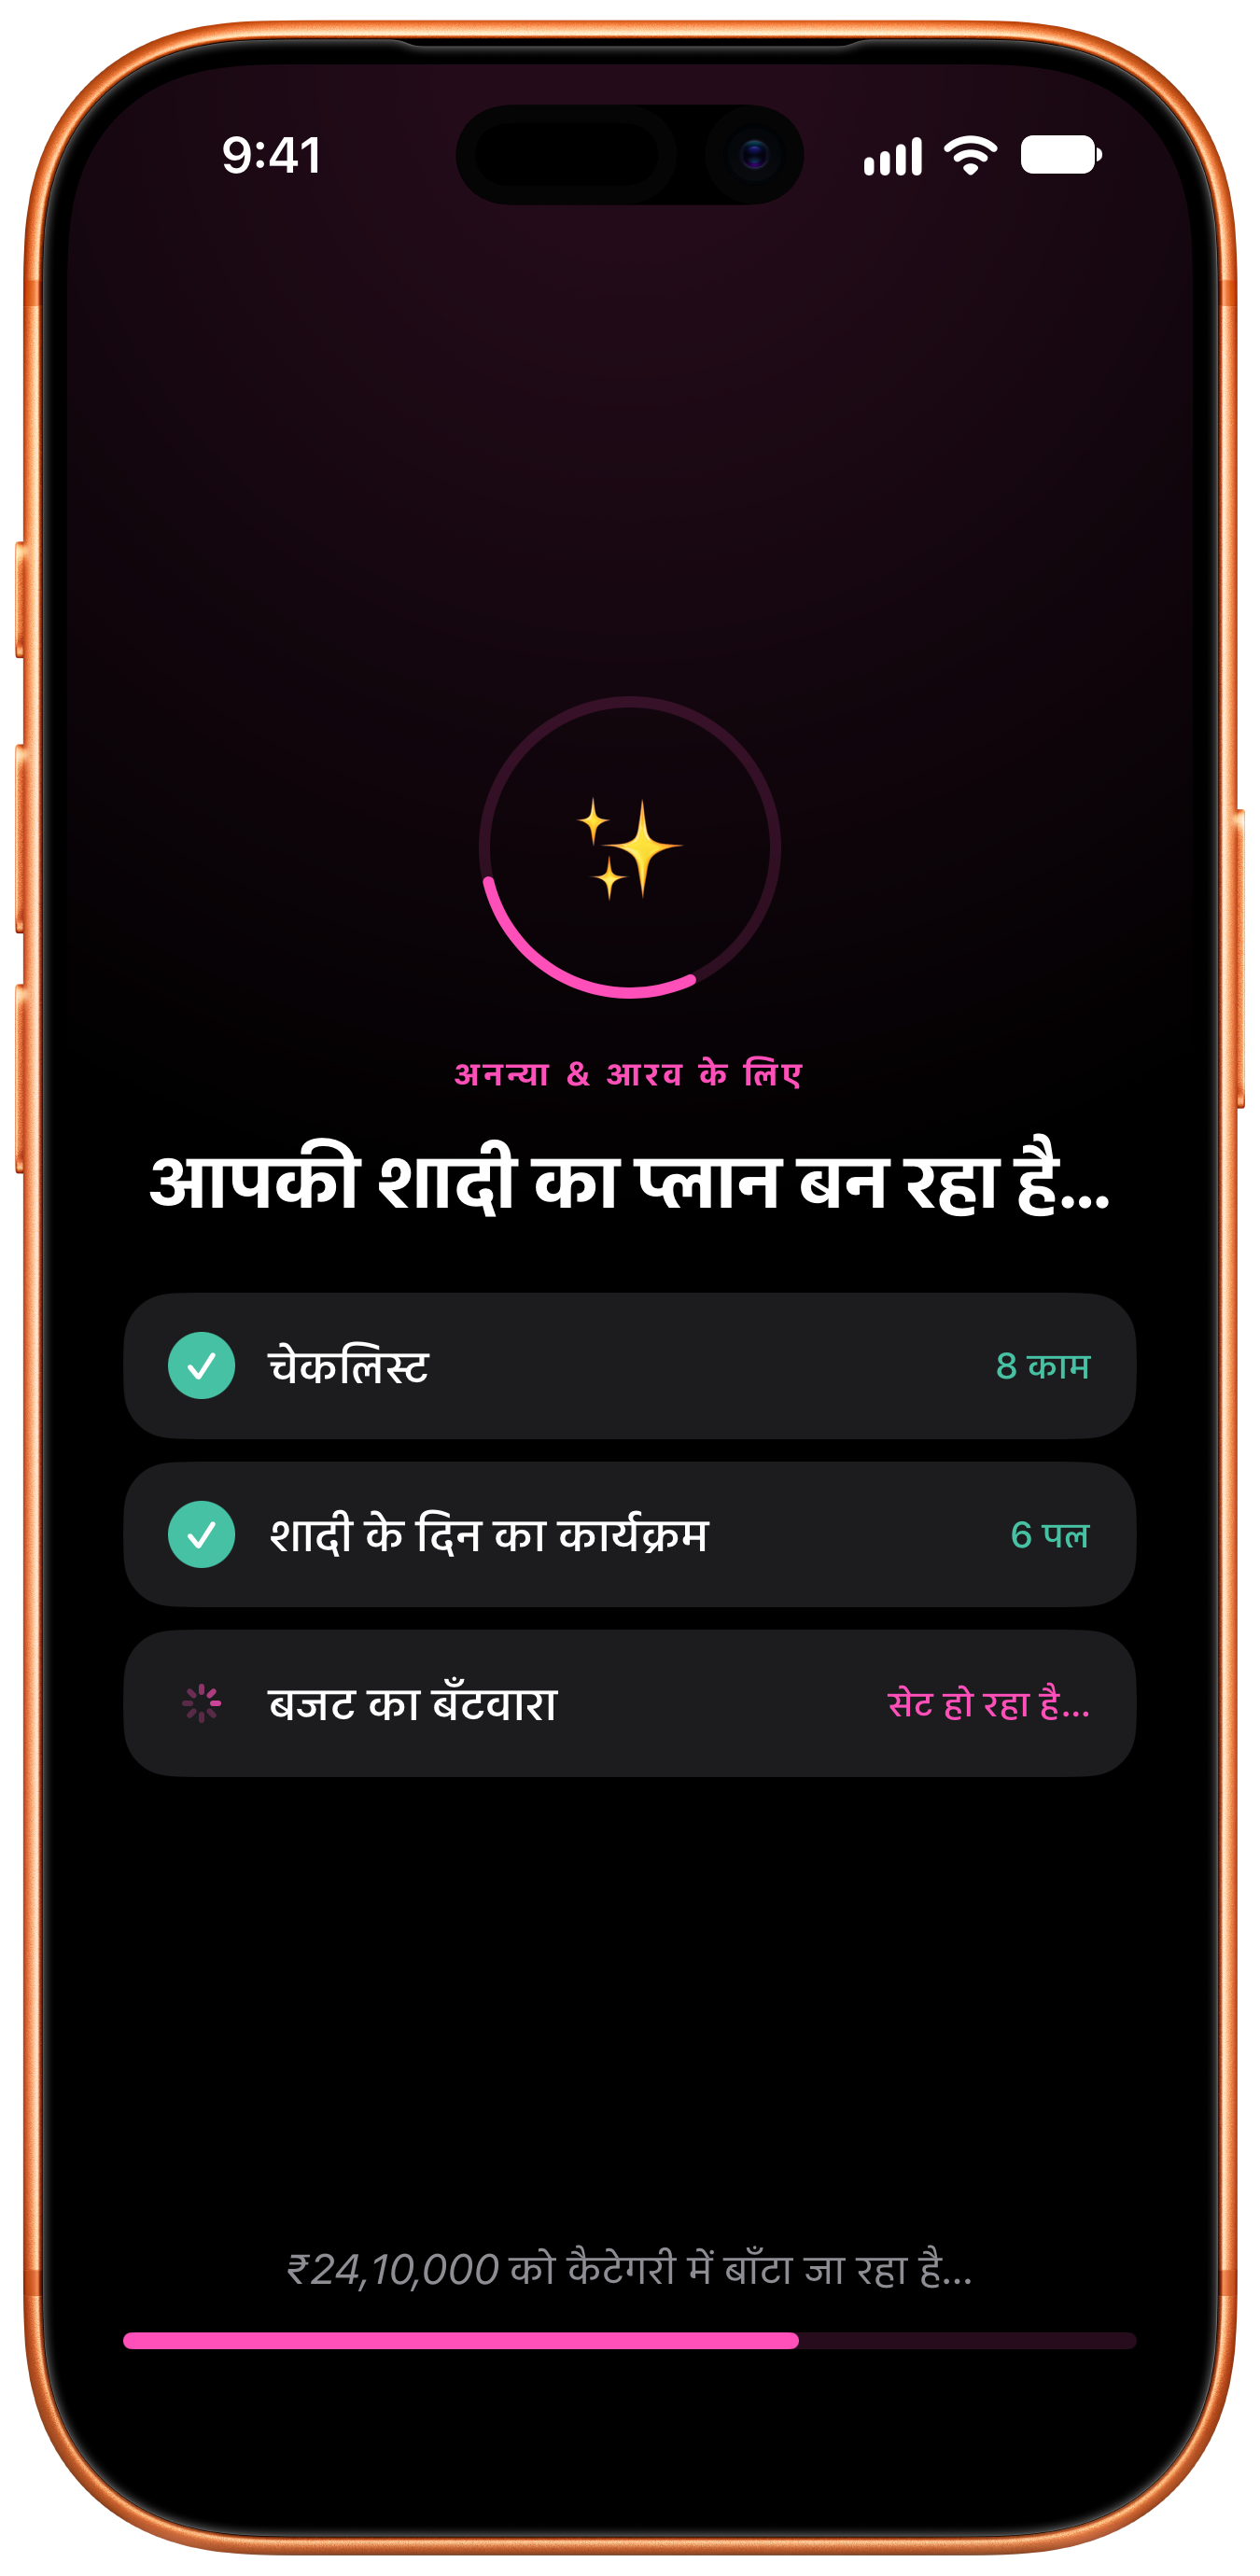 9:41
अनन्या & आरव के लिए
आपकी शादी का प्लान बन रहा है...
चेकलिस्ट 8 काम
शादी के दिन का कार्यक्रम 6 पल
बजट का बँटवारा सेट हो रहा है...
₹24,10,000 को कैटेगरी में बाँटा जा रहा है...